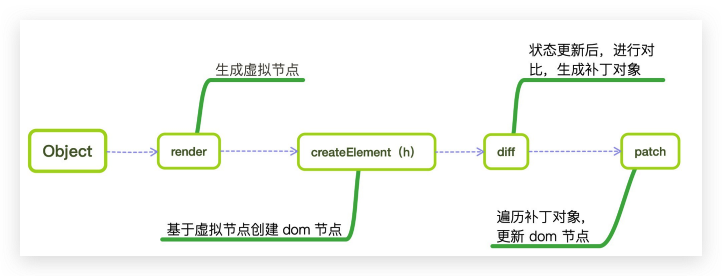 生成虚拟节点
状态更新后，进行对
比，生成补丁对象
Object
render
createElement（h）
diff
patch
基于虚拟节点创建 dom 节点
遍历补丁对象，
更新 dom 节点